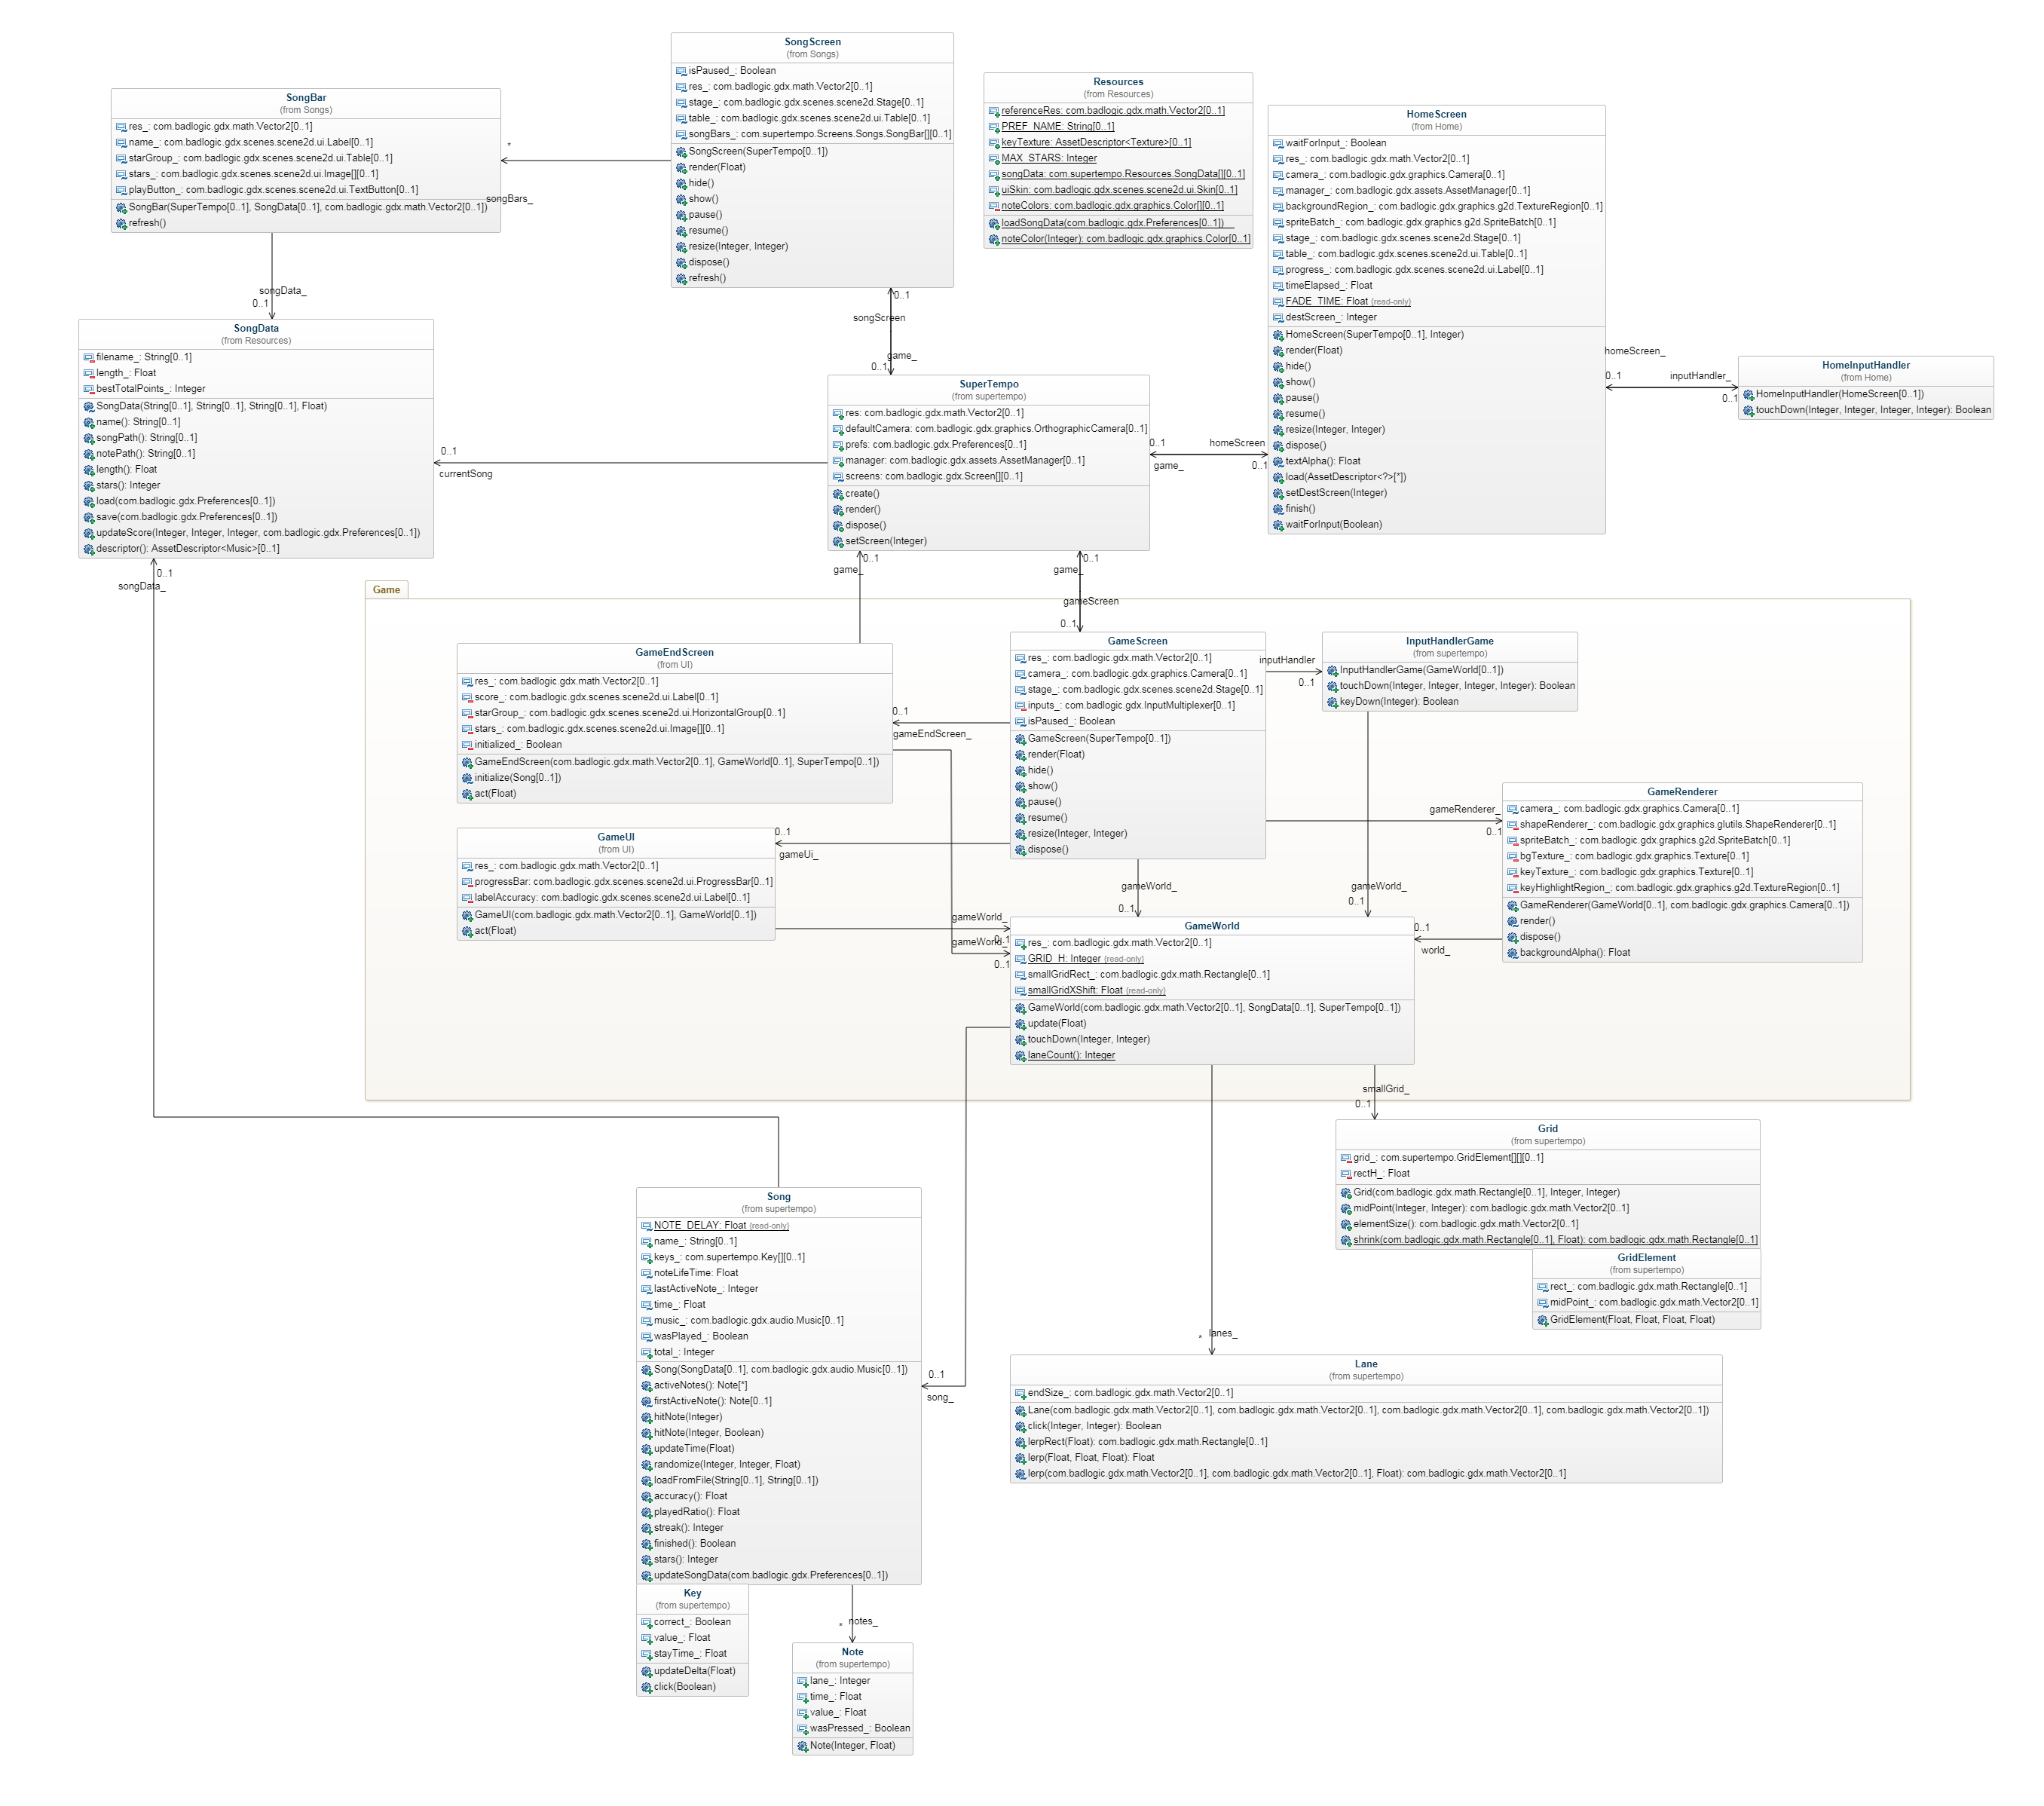 SongScreen
(from Songs)
isPaused_: Boolean
res_: com.badlogic.gdx.math.Vector2[0..1]
stage_: com.badlogic.gdx.scenes.scene2d.Stage[0..1]
table_: com.badlogic.gdx.scenes.scene2d.ui.Table[0..1]
songBars_: com.supertempo.Screens.Songs.SongBar[][0..1]
SongScreen(SuperTempo[0..1])
render(Float)
hide()
show()
pause()
resume()
resize(Integer, Integer)
dispose()
refresh()
SongBar
(from Songs)
res_: com.badlogic.gdx.math.Vector2[0..1]
name_: com.badlogic.gdx.scenes.scene2d.ui.Label[0..1]
starGroup_: com.badlogic.gdx.scenes.scene2d.ui.Table[0..1]
stars_: com.badlogic.gdx.scenes.scene2d.ui.Image[][0..1]
playButton_: com.badlogic.gdx.scenes.scene2d.ui.TextButton[0..1]
SongBar(SuperTempo[0..1], SongData[0..1], com.badlogic.gdx.math.Vector2[0..1])
refresh()
*
songBars_
Resources
(from Resources)
referenceRes: com.badlogic.gdx.math.Vector2[0..1]
PREF_NAME: String[0..1]
keyTexture: AssetDescriptor<Texture>[0..1]
MAX_STARS: Integer
songData: com.supertempo.Resources.SongData[][0..1]
uiSkin: com.badlogic.gdx.scenes.scene2d.ui.Skin[0..1]
noteColors: com.badlogic.gdx.graphics.Color[][0..1]
loadSongData(com.badlogic.gdx.Preferences[0..1])
noteColor(Integer): com.badlogic.gdx.graphics.Color[0..1]
HomeScreen
(from Home)
waitForInput_: Boolean
res_: com.badlogic.gdx.math.Vector2[0..1]
camera_: com.badlogic.gdx.graphics.Camera[0..1]
manager_: com.badlogic.gdx.assets.AssetManager[0..1]
backgroundRegion_: com.badlogic.gdx.graphics.g2d.TextureRegion[0..1]
spriteBatch_: com.badlogic.gdx.graphics.g2d.SpriteBatch[0..1]
stage_: com.badlogic.gdx.scenes.scene2d.Stage[0..1]
table_: com.badlogic.gdx.scenes.scene2d.ui.Table[0..1]
progress_: com.badlogic.gdx.scenes.scene2d.ui.Label[0..1]
timeElapsed_: Float
FADE_TIME: Float {read-only}
destScreen_: Integer
HomeScreen(SuperTempo[0..1], Integer)
render(Float)
hide()
show()
pause()
resume()
resize(Integer, Integer)
dispose()
textAlpha(): Float
load(AssetDescriptor<?>[*])
setDestScreen(Integer)
finish()
waitForInput(Boolean)
homeScreen_
0..1
inputHandler_
0..1
HomeInputHandler
(from Home)
HomeInputHandler(HomeScreen[0..1])
touchDown(Integer, Integer, Integer, Integer): Boolean
songData_
0..1
SongData
(from Resources)
filename_: String[0..1]
length_: Float
bestTotalPoints_: Integer
SongData(String[0..1], String[0..1], String[0..1], Float)
name(): String[0..1]
songPath(): String[0..1]
notePath(): String[0..1]
length(): Float
stars(): Integer
load(com.badlogic.gdx.Preferences[0..1])
save(com.badlogic.gdx.Preferences[0..1])
updateScore(Integer, Integer, Integer, com.badlogic.gdx.Preferences[0..1])
descriptor(): AssetDescriptor<Music>[0..1]
0..1
songScreen
game_
0..1
SuperTempo
(from supertempo)
res: com.badlogic.gdx.math.Vector2[0..1]
defaultCamera: com.badlogic.gdx.graphics.OrthographicCamera[0..1]
prefs: com.badlogic.gdx.Preferences[0..1]
manager: com.badlogic.gdx.assets.AssetManager[0..1]
screens: com.badlogic.gdx.Screen[][0..1]
create()
render()
dispose()
setScreen(Integer)
0..1
currentSong
0..1
game_
homeScreen
0..1
0..1
songData_
0..1
game_
0..1
game_
gameScreen
0..1
Game
GameEndScreen
(from UI)
res_: com.badlogic.gdx.math.Vector2[0..1]
score_: com.badlogic.gdx.scenes.scene2d.ui.Label[0..1]
starGroup_: com.badlogic.gdx.scenes.scene2d.ui.HorizontalGroup[0..1]
stars_: com.badlogic.gdx.scenes.scene2d.ui.Image[][0..1]
initialized_: Boolean
GameEndScreen(com.badlogic.gdx.math.Vector2[0..1], GameWorld[0..1], SuperTempo[0..1])
initialize(Song[0..1])
act(Float)
0..1
gameEndScreen_
GameScreen
res_: com.badlogic.gdx.math.Vector2[0..1]
camera_: com.badlogic.gdx.graphics.Camera[0..1]
stage_: com.badlogic.gdx.scenes.scene2d.Stage[0..1]
inputs_: com.badlogic.gdx.InputMultiplexer[0..1]
isPaused_: Boolean
GameScreen(SuperTempo[0..1])
render(Float)
hide()
show()
pause()
resume()
resize(Integer, Integer)
dispose()
inputHandler
0..1
InputHandlerGame
(from supertempo)
InputHandlerGame(GameWorld[0..1])
touchDown(Integer, Integer, Integer, Integer): Boolean
keyDown(Integer): Boolean
gameRenderer_
0..1
GameRenderer
camera_: com.badlogic.gdx.graphics.Camera[0..1]
shapeRenderer_: com.badlogic.gdx.graphics.glutils.ShapeRenderer[0..1]
spriteBatch_: com.badlogic.gdx.graphics.g2d.SpriteBatch[0..1]
bgTexture_: com.badlogic.gdx.graphics.Texture[0..1]
keyTexture_: com.badlogic.gdx.graphics.Texture[0..1]
keyHighlightRegion_: com.badlogic.gdx.graphics.g2d.TextureRegion[0..1]
GameRenderer(GameWorld[0..1], com.badlogic.gdx.graphics.Camera[0..1])
render()
dispose()
backgroundAlpha(): Float
GameUI
(from UI)
res_: com.badlogic.gdx.math.Vector2[0..1]
progressBar: com.badlogic.gdx.scenes.scene2d.ui.ProgressBar[0..1]
labelAccuracy: com.badlogic.gdx.scenes.scene2d.ui.Label[0..1]
GameUI(com.badlogic.gdx.math.Vector2[0..1], GameWorld[0..1])
act(Float)
0..1
gameUi_
gameWorld_
0..1
gameWorld_
0..1
gameWorld_
0..1
gameWorld_
0..1
0..1
world_
GameWorld
res_: com.badlogic.gdx.math.Vector2[0..1]
GRID_H: Integer {read-only}
smallGridRect_: com.badlogic.gdx.math.Rectangle[0..1]
smallGridXShift: Float {read-only}
GameWorld(com.badlogic.gdx.math.Vector2[0..1], SongData[0..1], SuperTempo[0..1])
update(Float)
touchDown(Integer, Integer)
laneCount(): Integer
smallGrid_
0..1
Grid
(from supertempo)
grid_: com.supertempo.GridElement[][][0..1]
rectH_: Float
Grid(com.badlogic.gdx.math.Rectangle[0..1], Integer, Integer)
midPoint(Integer, Integer): com.badlogic.gdx.math.Vector2[0..1]
elementSize(): com.badlogic.gdx.math.Vector2[0..1]
shrink(com.badlogic.gdx.math.Rectangle[0..1], Float): com.badlogic.gdx.math.Rectangle[0..1]
GridElement
(from supertempo)
rect_: com.badlogic.gdx.math.Rectangle[0..1]
midPoint_: com.badlogic.gdx.math.Vector2[0..1]
GridElement(Float, Float, Float, Float)
Song
(from supertempo)
NOTE_DELAY: Float {read-only}
name_: String[0..1]
keys_: com.supertempo.Key[][0..1]
noteLifeTime: Float
lastActiveNote_: Integer
time_: Float
music_: com.badlogic.gdx.audio.Music[0..1]
wasPlayed_: Boolean
total_: Integer
Song(SongData[0..1], com.badlogic.gdx.audio.Music[0..1])
activeNotes(): Note[*]
firstActiveNote(): Note[0..1]
hitNote(Integer)
hitNote(Integer, Boolean)
updateTime(Float)
randomize(Integer, Integer, Float)
loadFromFile(String[0..1], String[0..1])
accuracy(): Float
playedRatio(): Float
streak(): Integer
finished(): Boolean
stars(): Integer
updateSongData(com.badlogic.gdx.Preferences[0..1])
0..1
song_
* lanes_
Lane
(from supertempo)
endSize_: com.badlogic.gdx.math.Vector2[0..1]
Lane(com.badlogic.gdx.math.Vector2[0..1], com.badlogic.gdx.math.Vector2[0..1], com.badlogic.gdx.math.Vector2[0..1], com.badlogic.gdx.math.Vector2[0..1])
click(Integer, Integer): Boolean
lerpRect(Float): com.badlogic.gdx.math.Rectangle[0..1]
lerp(Float, Float, Float): Float
lerp(com.badlogic.gdx.math.Vector2[0..1], com.badlogic.gdx.math.Vector2[0..1], Float): com.badlogic.gdx.math.Vector2[0..1]
Key
(from supertempo)
correct_: Boolean
value_: Float
stayTime_: Float
updateDelta(Float)
click(Boolean)
* notes_
Note
(from supertempo)
lane_: Integer
time_: Float
value_: Float
wasPressed_: Boolean
Note(Integer, Float)